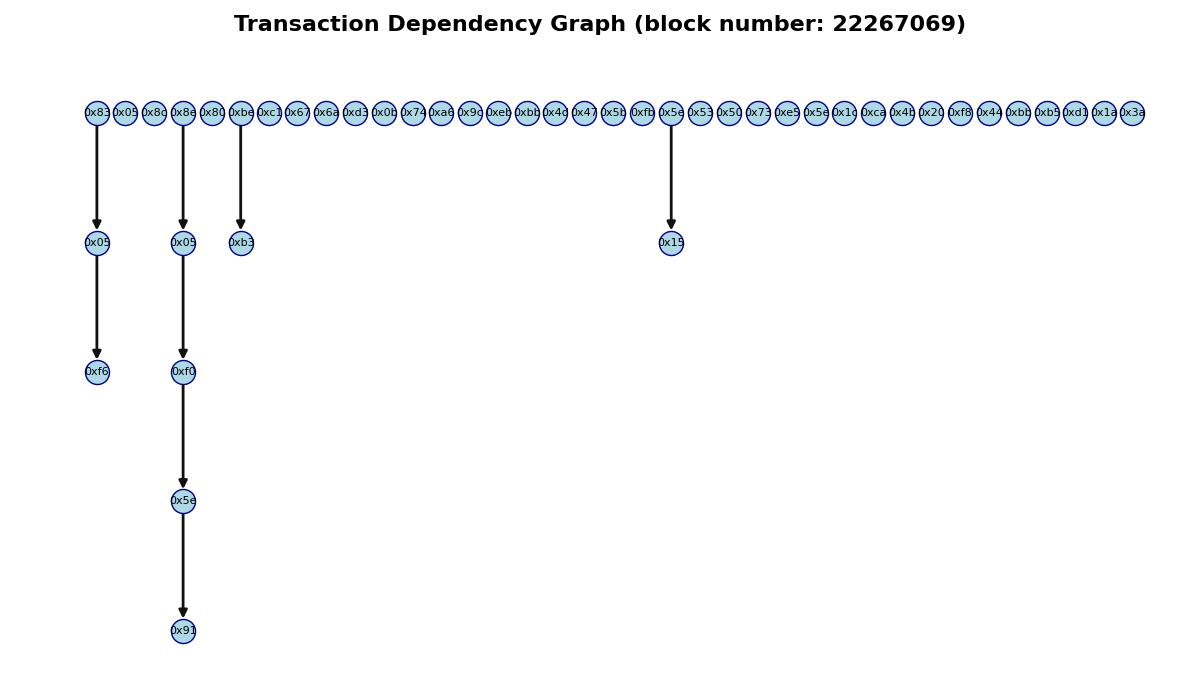 Transaction Dependency Graph (block number: 22267069)
0x83 0x05 0x8c 0x8e 0x80 0xbe 0xc1 0x67 0x6a 0xd3 0x0b 0x74 0xa6 0x9c 0xeb 0xbb 0x4d 0x47 0x5b 0xfb 0x5e 0x53 0x50 0x73 0xe5 0x5e 0x1c 0xca 0x4b 0x20 0xf8 0x44 0xbb 0xb5 0xd1 0x1a 0x3a
0x05 0x05 0xb3 0x15
0xf6 0xf0
0x5e
0x91